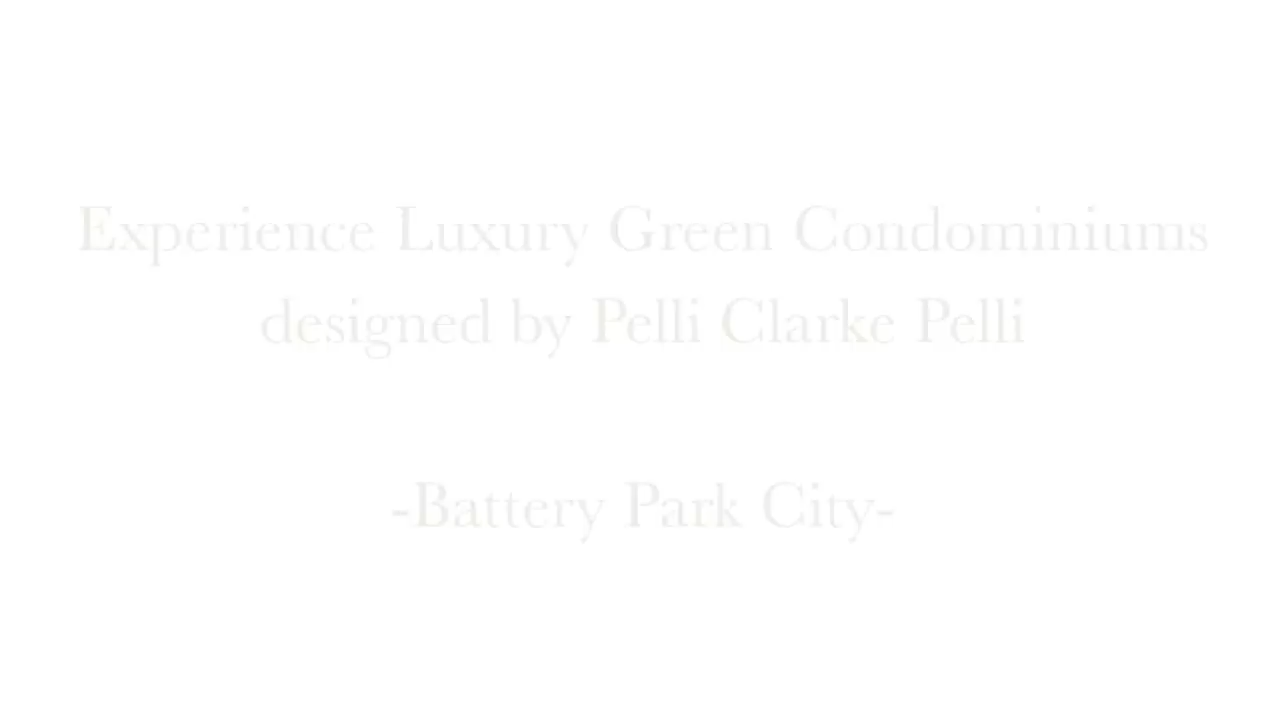 Experience Luxury Green Condominiums
designed by Pelli Clarke Pelli
-Battery Park City-